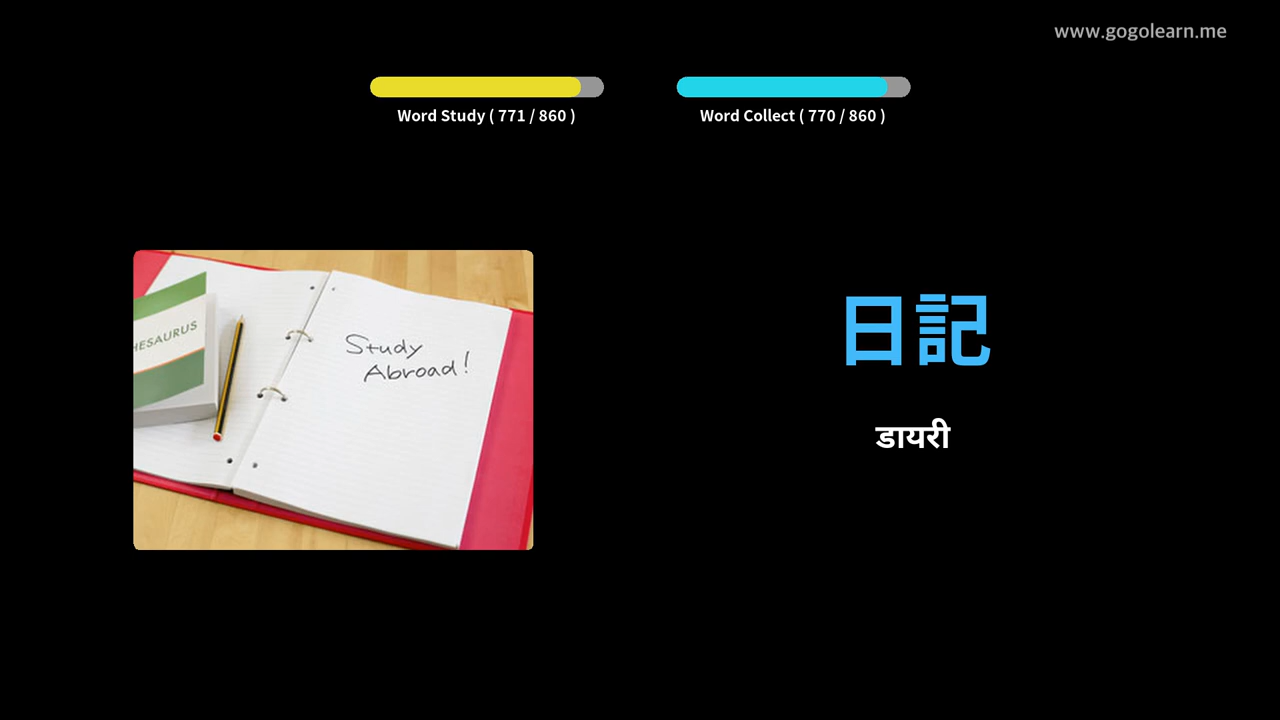 www.gogolearn.me
Word Study ( 771 / 860 )
Word Collect ( 770 / 860 )
HESAURUS
Study
Abroad!
日記
डायरी